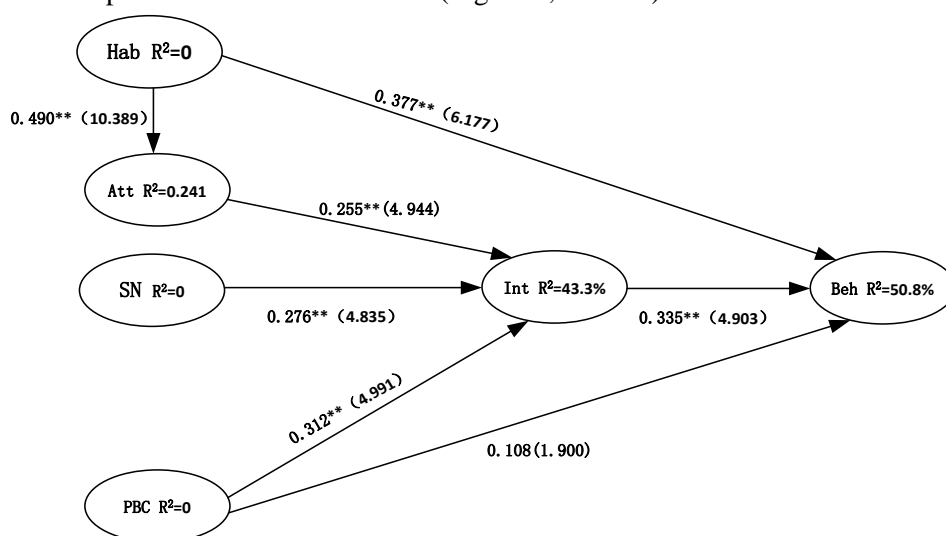 Hab R²=0
0.490** (10.389)
0.377** (6.177)
Att R²=0.241
0.255**(4.944)
SN R²=0
Int R²=43.3%
Beh R²=50.8%
0.276** (4.835)
0.335** (4.903)
0.312** (4.991)
0.108(1.900)
PBC R²=0